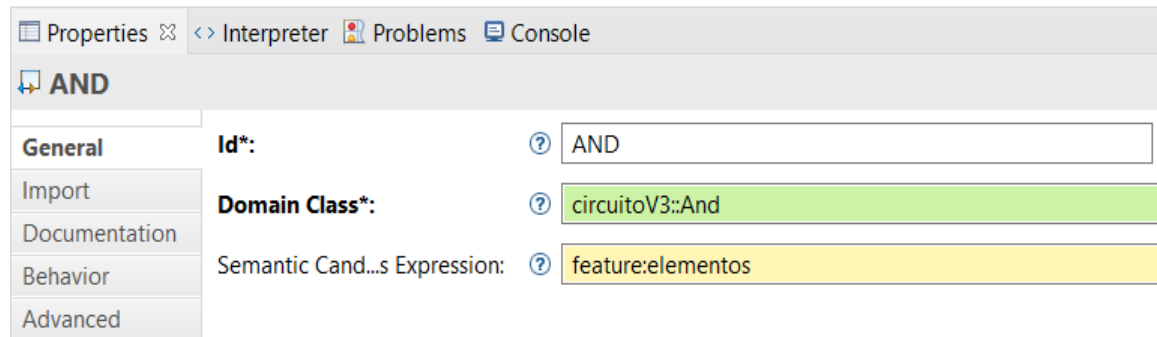 Properties Interpreter Problems Console
AND
General
Id*: AND
Import
Domain Class*: circuitoV3::And
Documentation
Semantic Cand...s Expression: feature:elementos
Behavior
Advanced